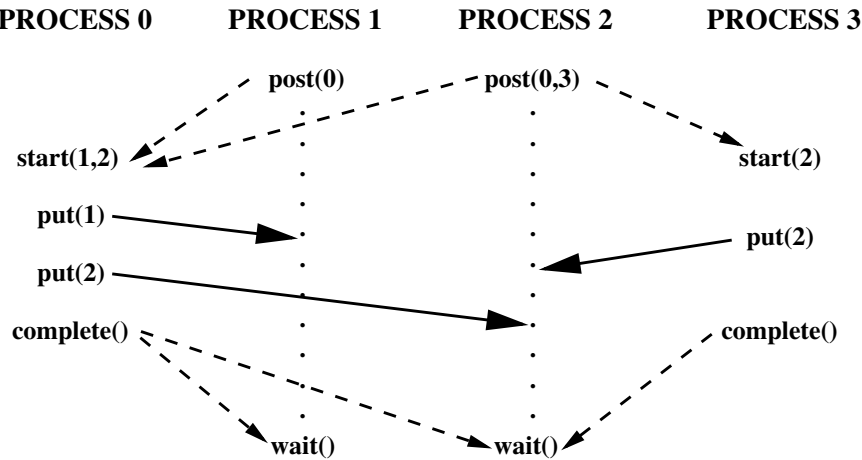 PROCESS 0 PROCESS 1 PROCESS 2 PROCESS 3
post(0) post(0,3)
start(1,2) start(2)
put(1)
put(2)
put(2)
complete() complete()
wait() wait()